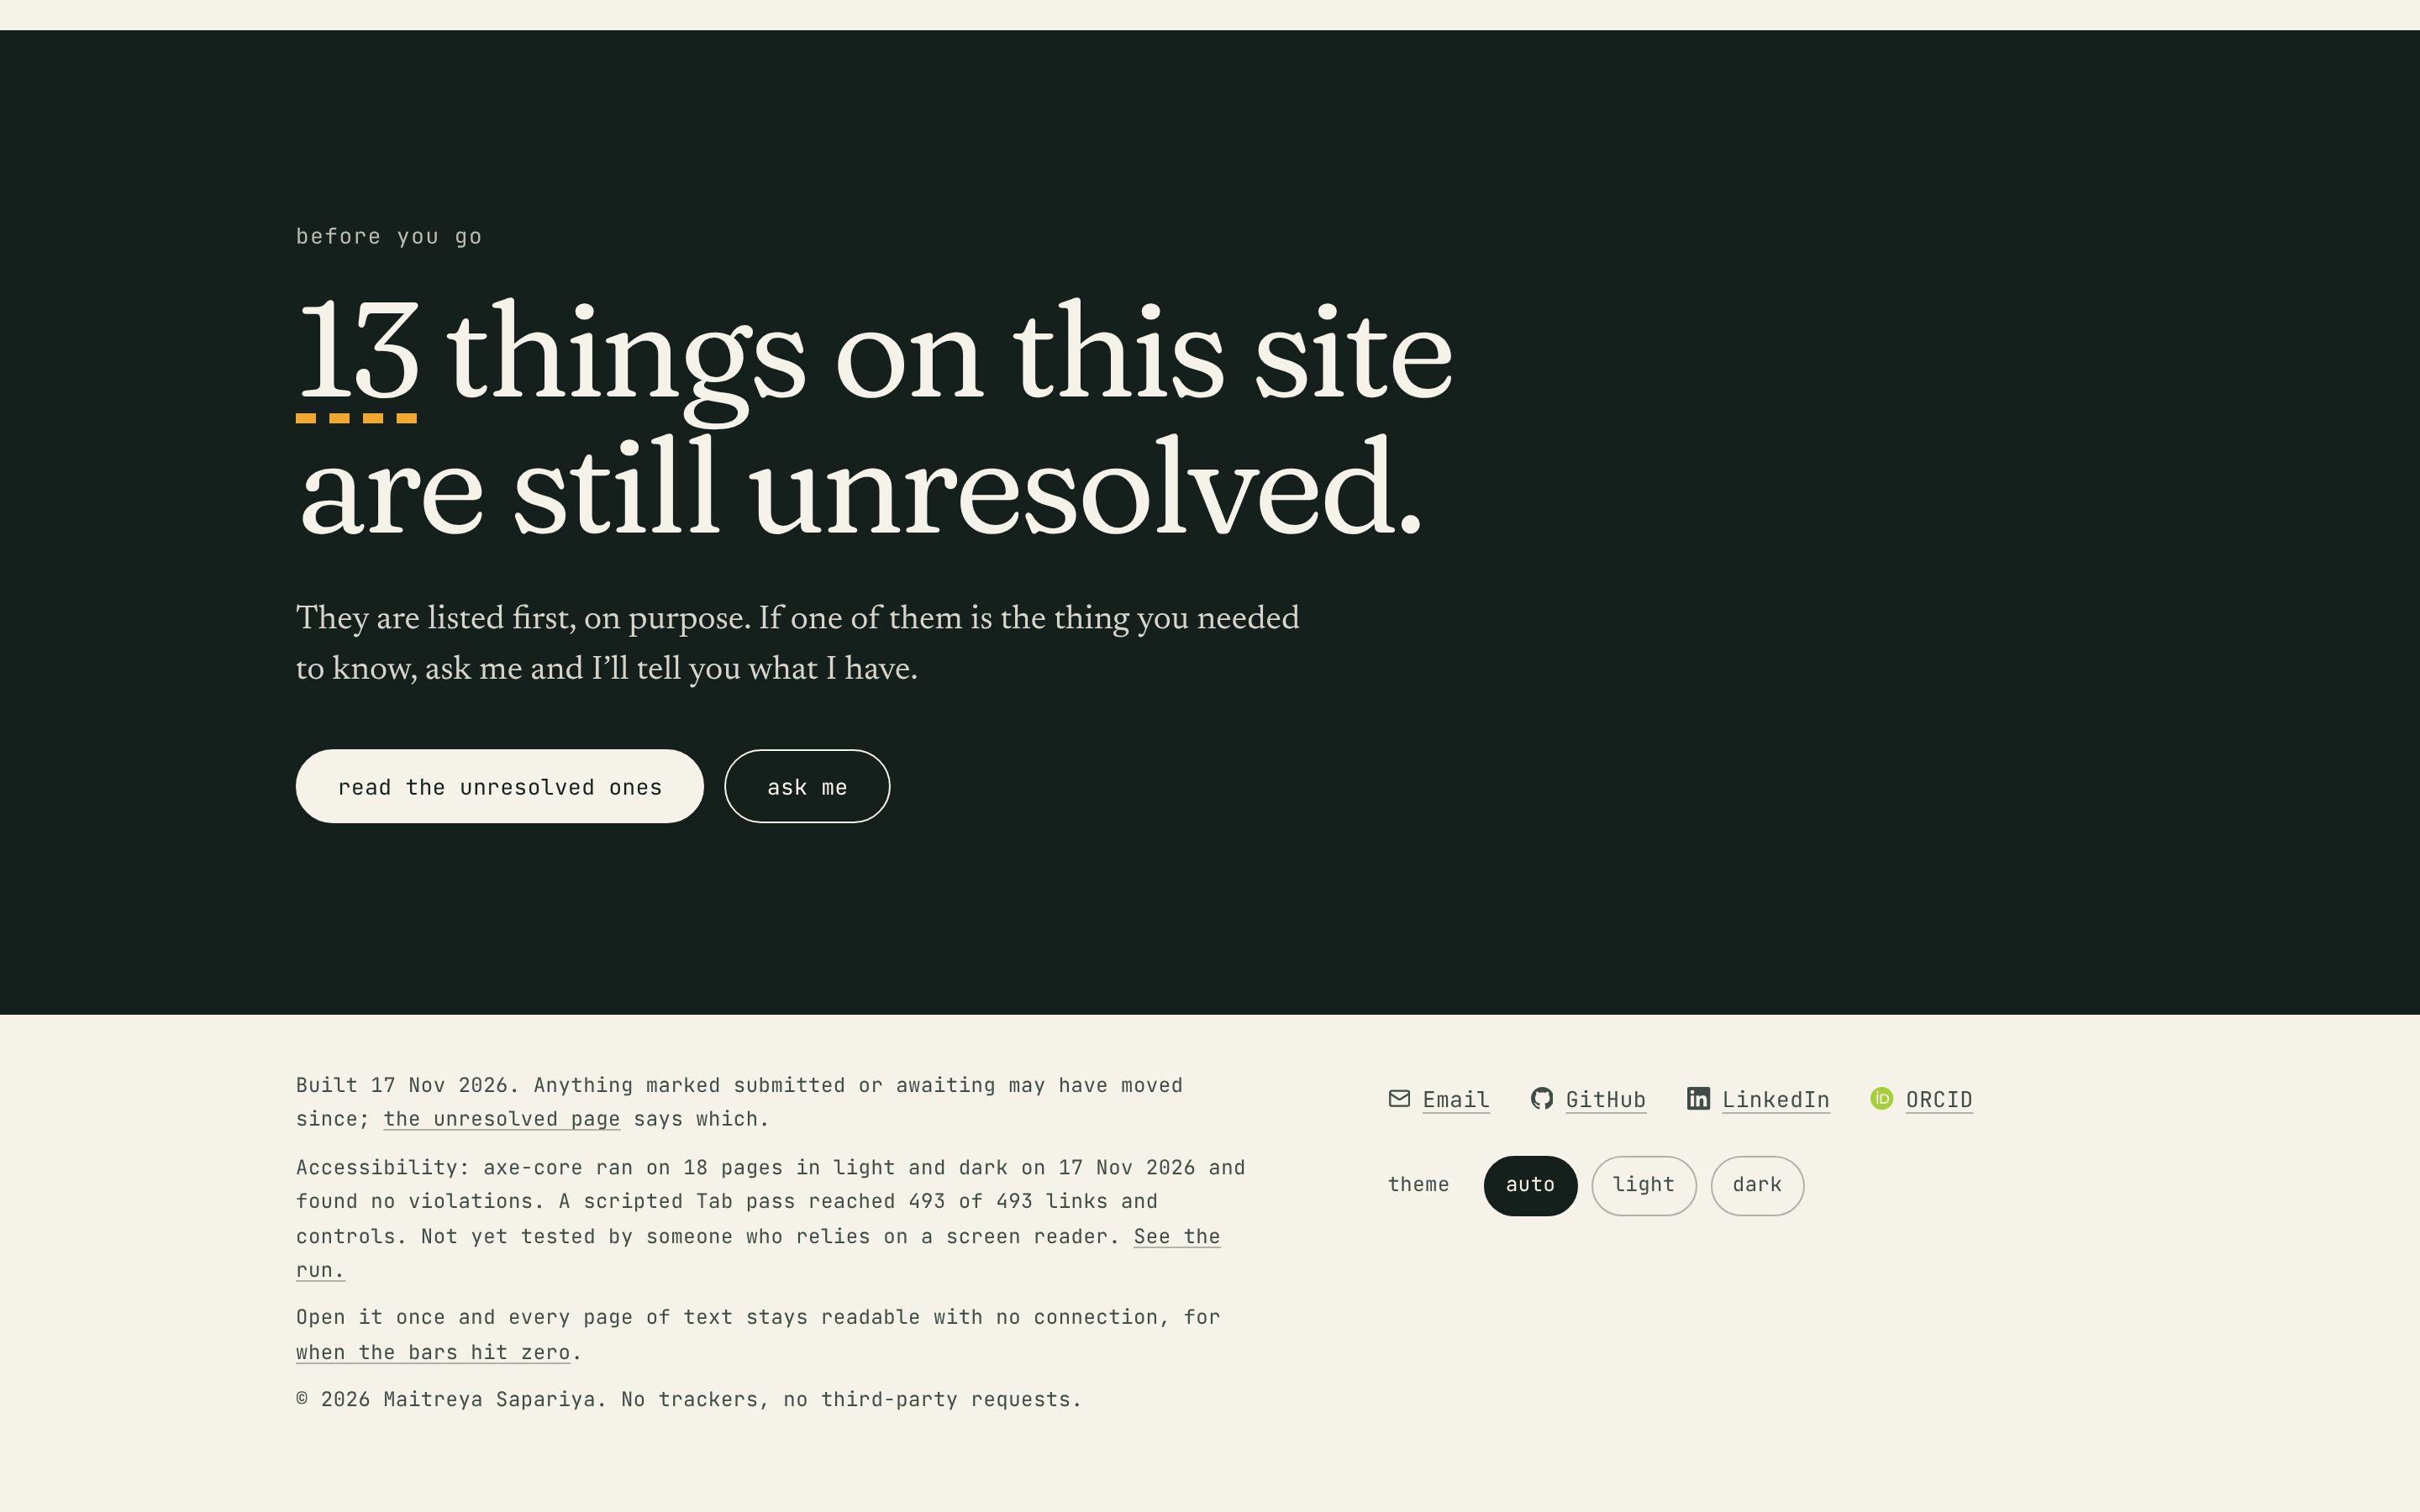 before you go
13 things on this site
are still unresolved.
They are listed first, on purpose. If one of them is the thing you needed
to know, ask me and I’ll tell you what I have.
read the unresolved ones
ask me
Built 17 Nov 2026. Anything marked submitted or awaiting may have moved
since; the unresolved page says which.
Accessibility: axe-core ran on 18 pages in light and dark on 17 Nov 2026 and
found no violations. A scripted Tab pass reached 493 of 493 links and
controls. Not yet tested by someone who relies on a screen reader. See the
run.
Open it once and every page of text stays readable with no connection, for
when the bars hit zero.
© 2026 Maitreya Sapariya. No trackers, no third-party requests.
Email
GitHub
in LinkedIn
iD ORCID
theme
auto
light
dark